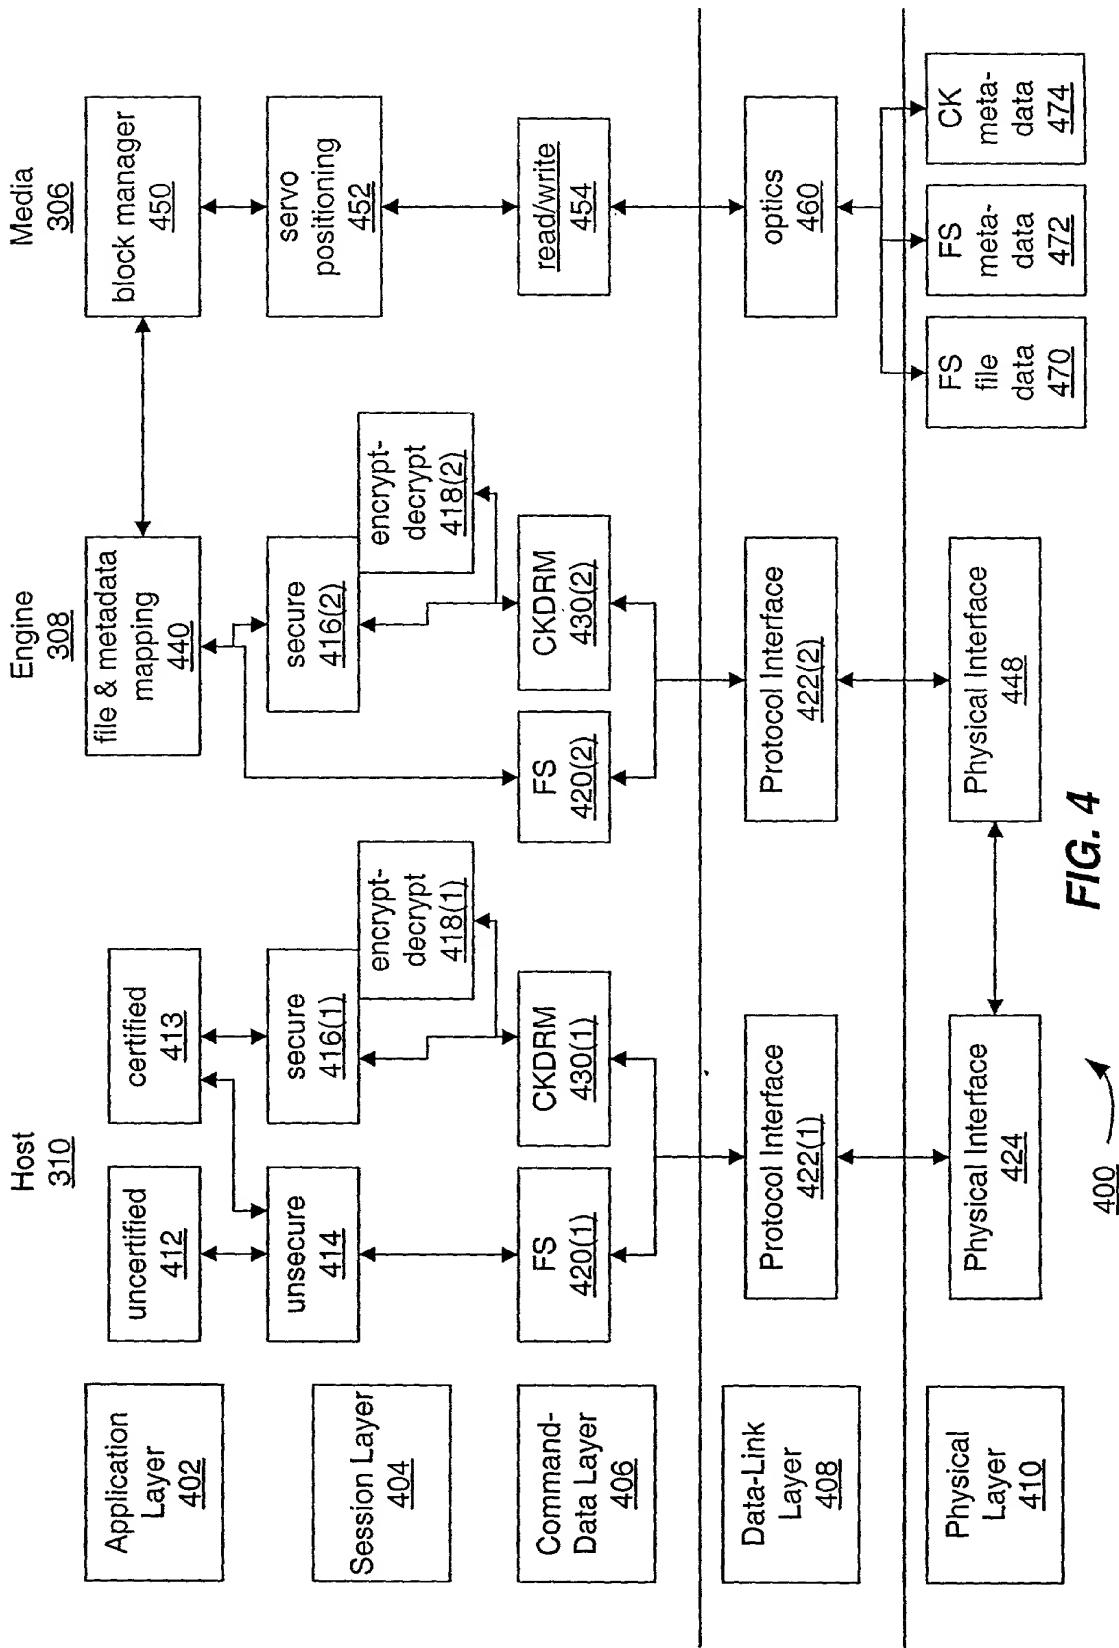 Host
310
Engine
308
Media
306
Application
Layer
402
uncertified
412
certified
413
file & metadata
mapping
440
block manager
450
Session Layer
404
unsecure
414
secure
416(1)
encrypt-
decrypt
418(1)
secure
416(2)
encrypt-
decrypt
418(2)
servo
positioning
452
Command-
Data Layer
406
FS
420(1)
CKDRM
430(1)
FS
420(2)
CKDRM
430(2)
read/write
454
Data-Link
Layer
408
Protocol Interface
422(1)
Protocol Interface
422(2)
optics
460
Physical
Layer
410
Physical Interface
424
Physical Interface
448
FS
file
data
470
FS
meta-
data
472
CK
meta-
data
474
400
FIG. 4